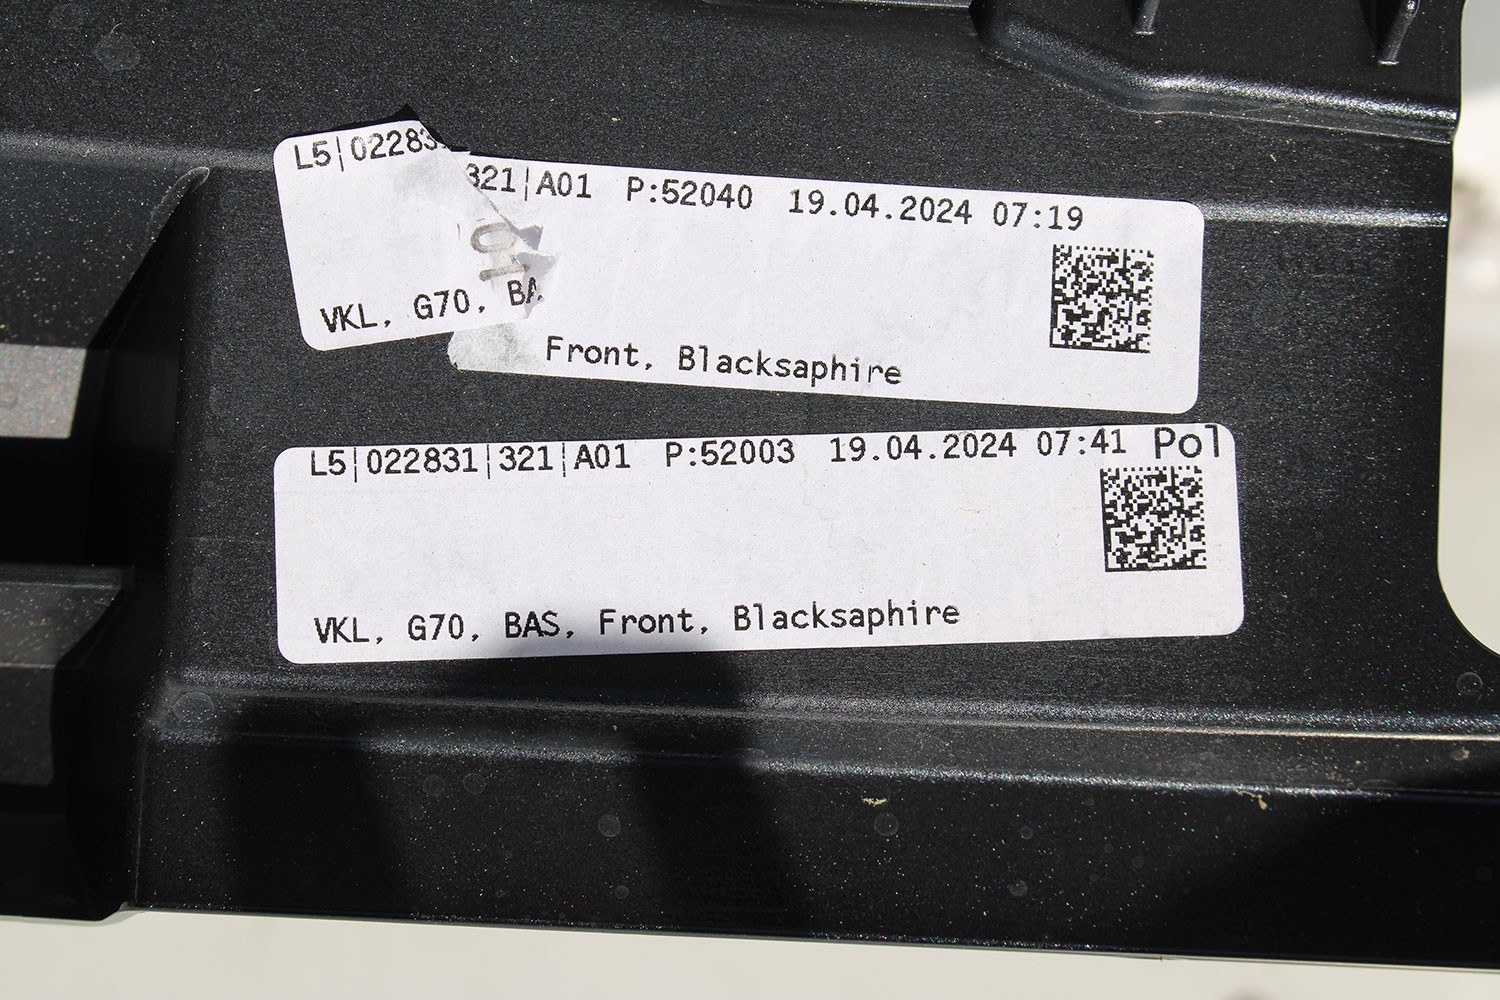 L5|02283
321|A01 P:52040 19.04.2024 07:19
01
VKL, G70, BA
Front, Blacksaphire
L5|022831|321|A01 P:52003 19.04.2024 07:41 Pol
VKL, G70, BAS, Front, Blacksaphire